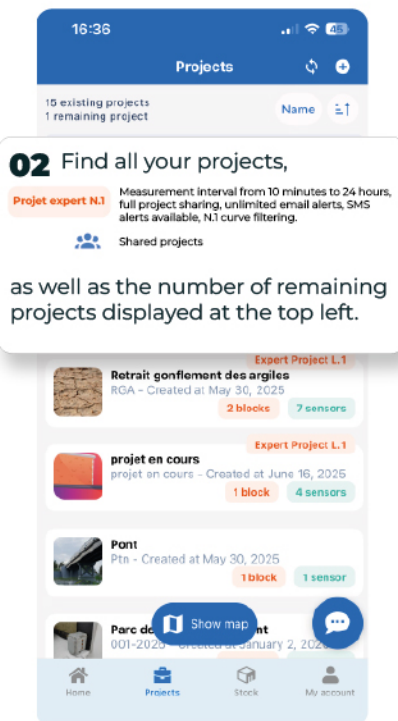 16:36
45
Projects
15 existing projects
1 remaining project
Name
02 Find all your projects,
Projet expert N.1
Measurement interval from 10 minutes to 24 hours,
full project sharing, unlimited email alerts, SMS
alerts available, N.1 curve filtering.
Shared projects
as well as the number of remaining
projects displayed at the top left.
Expert Project L.1
Retrait gonflement des argiles
RGA - Created at May 30, 2025
2 blocks
7 sensors
Expert Project L.1
projet en cours
projet en cours - Created at June 16, 2025
1 block
4 sensors
Pont
Ptn - Created at May 30, 2025
1 block
1 sensor
Parc
Show map
001-2020
January 2,
Home
Projects
Stock
My account